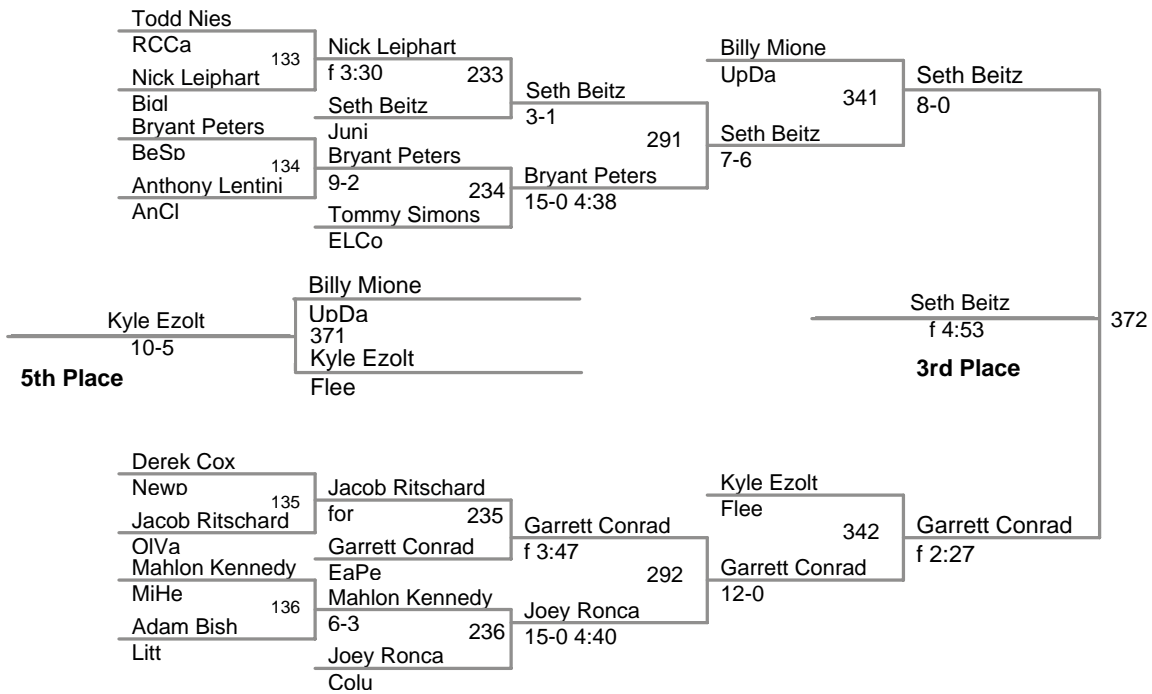 Todd Nies
RCCa
133
Nick Leiphart
Bigl
Nick Leiphart
f 3:30
233
Seth Beitz
Juni
Bryant Peters
BeSp
134
Anthony Lentini
AnCl
Bryant Peters
9-2
234
Tommy Simons
ELCo
Seth Beitz
3-1
291
Bryant Peters
15-0 4:38
Billy Mione
UpDa
341
Seth Beitz
7-6
Seth Beitz
8-0
Kyle Ezolt
10-5
5th Place
Billy Mione
UpDa
371
Kyle Ezolt
Flee
Seth Beitz
f 4:53
3rd Place
372
Derek Cox
Newp
135
Jacob Ritschard
OlVa
Jacob Ritschard
for
235
Garrett Conrad
EaPe
Mahlon Kennedy
MiHe
136
Adam Bish
Litt
Mahlon Kennedy
6-3
236
Joey Ronca
Colu
Garrett Conrad
f 3:47
292
Joey Ronca
15-0 4:40
Kyle Ezolt
Flee
342
Garrett Conrad
12-0
Garrett Conrad
f 2:27